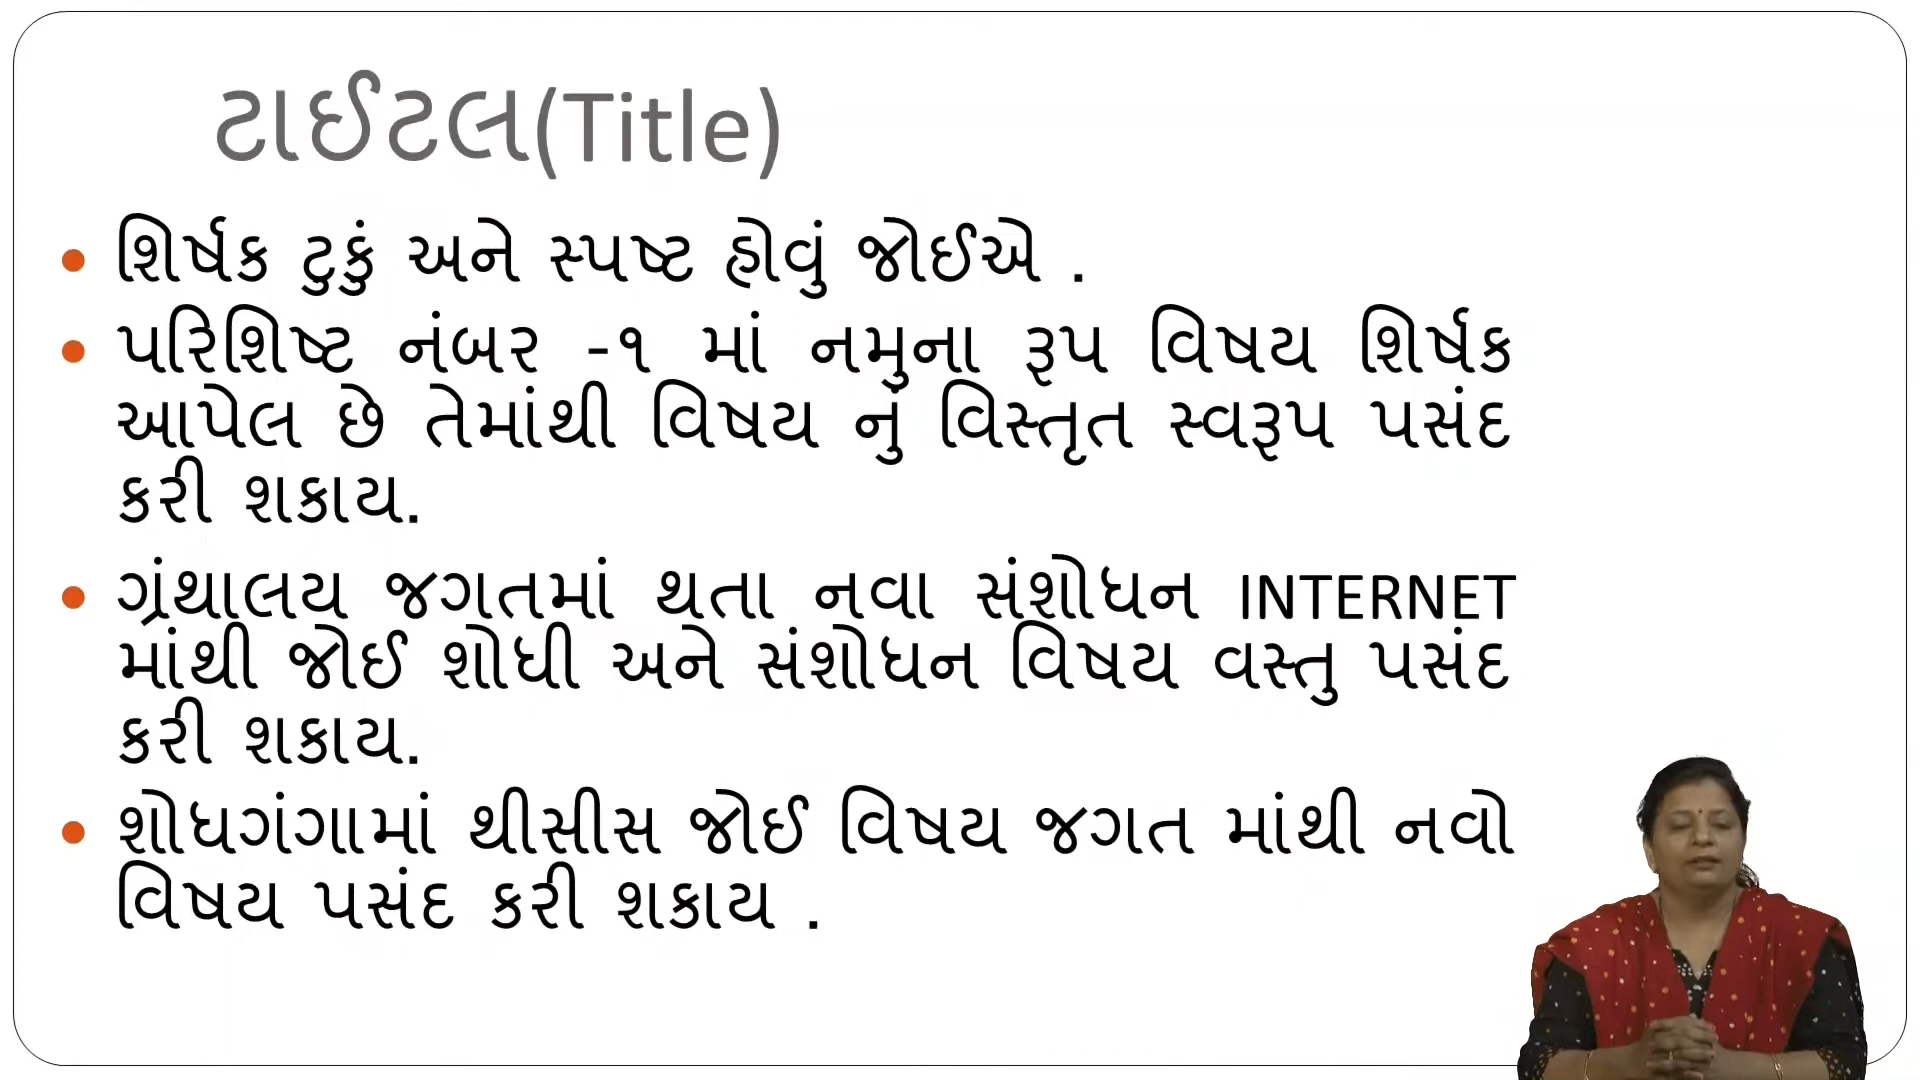 ટાઈટલ(Title)
શિર્ષક ટુકું અને સ્પષ્ટ હોવું જોઈએ .
પરિશિષ્ટ નંબર -૧ માં નમુના રૂપ વિષય શિર્ષક
આપેલ છે તેમાંથી વિષય નું વિસ્તૃત સ્વરૂપ પસંદ
કરી શકાય.
ગ્રંથાલય જગતમાં થતા નવા સંશોધન INTERNET
માંથી જોઈ શોધી અને સંશોધન વિષય વસ્તુ પસંદ
કરી શકાય.
શોધગંગામાં થીસીસ જોઈ વિષય જગત માંથી નવો
વિષય પસંદ કરી શકાય .